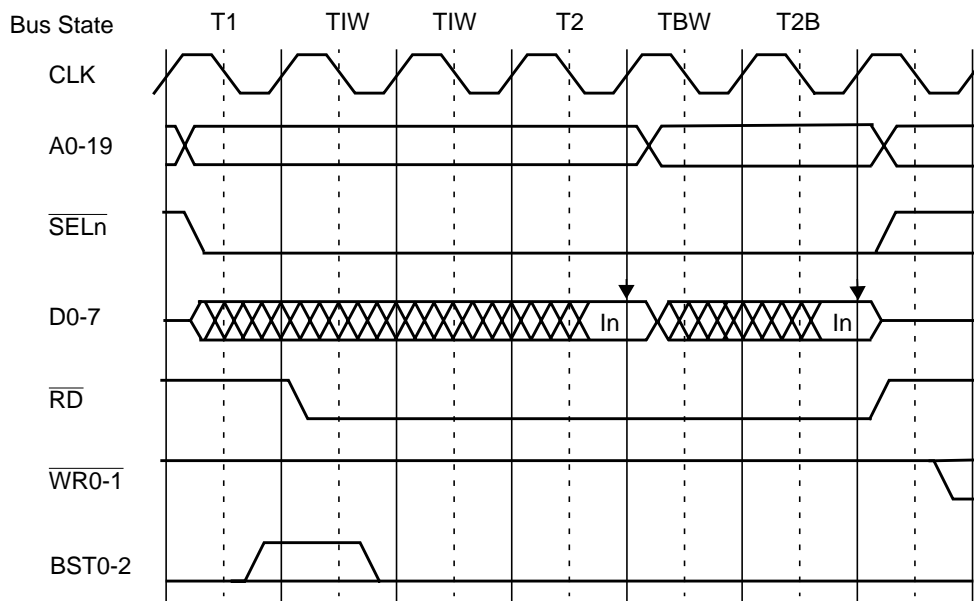 Bus State T1 TIW TIW T2 TBW T2B
CLK
A0-19
SELn
D0-7 In In
RD
WR0-1
BST0-2